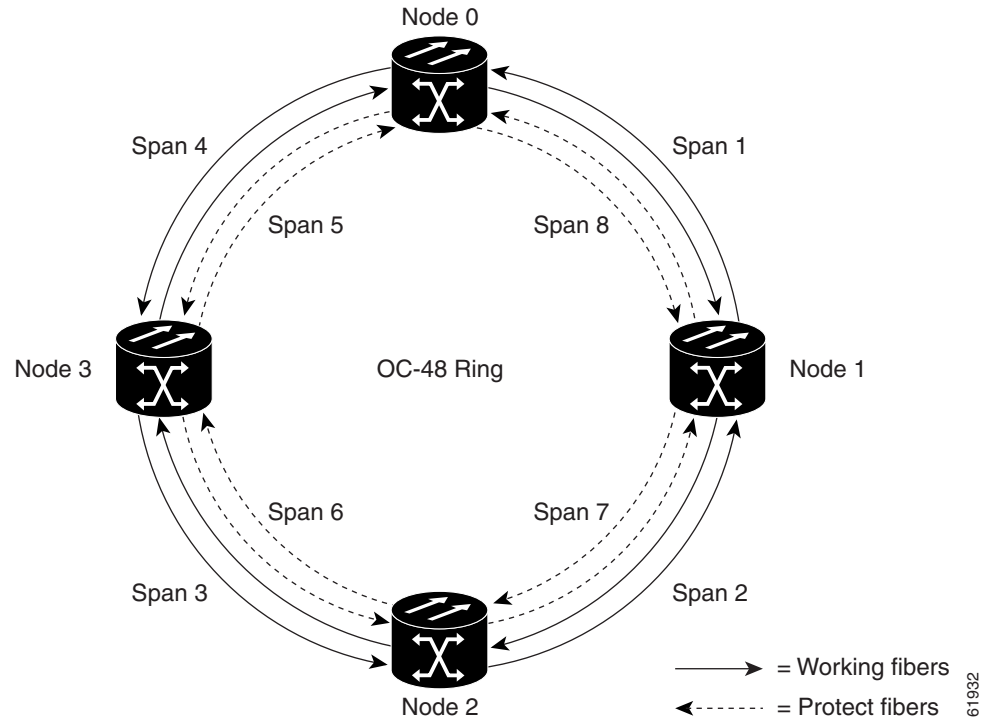 Node 0
Span 4
Span 1
Span 5
Span 8
Node 3
OC-48 Ring
Node 1
Span 6
Span 7
Span 3
Span 2
Node 2
= Working fibers
= Protect fibers
61932